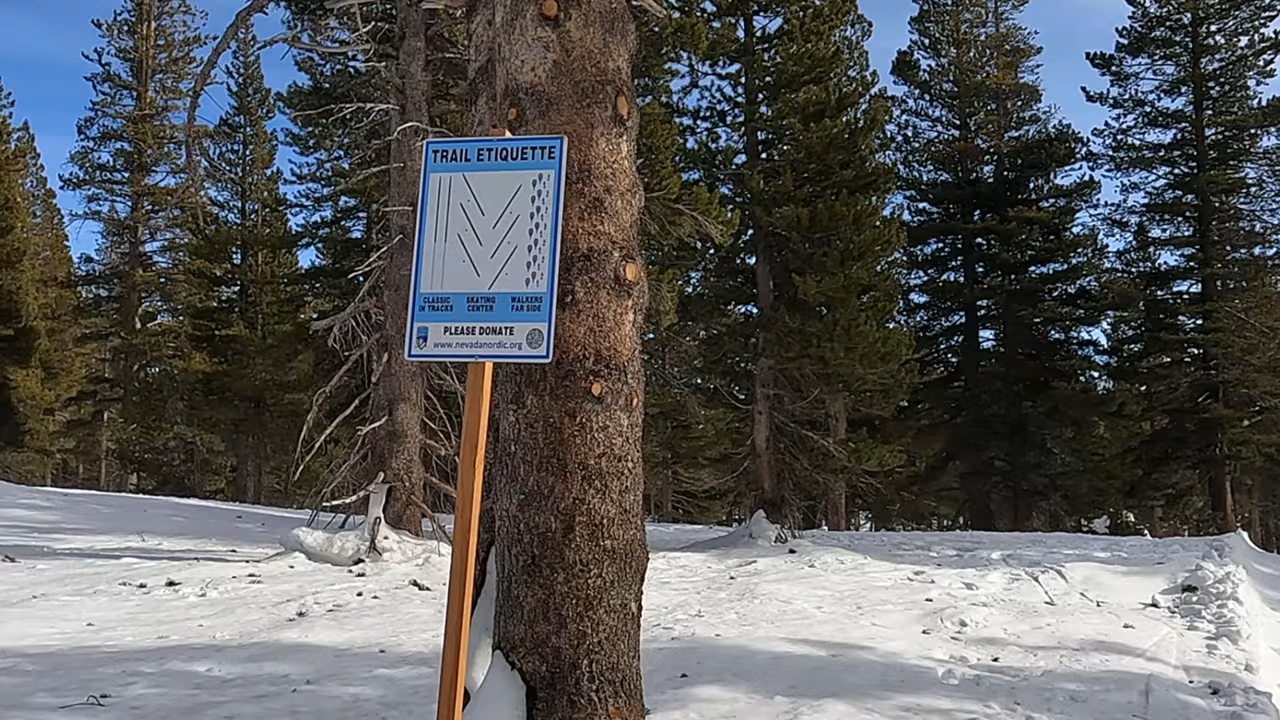 TRAIL ETIQUETTE
CLASSIC SKATING WALKERS
IN TRACKS CENTER FAR SIDE
PLEASE DONATE
www.nevadanordic.org